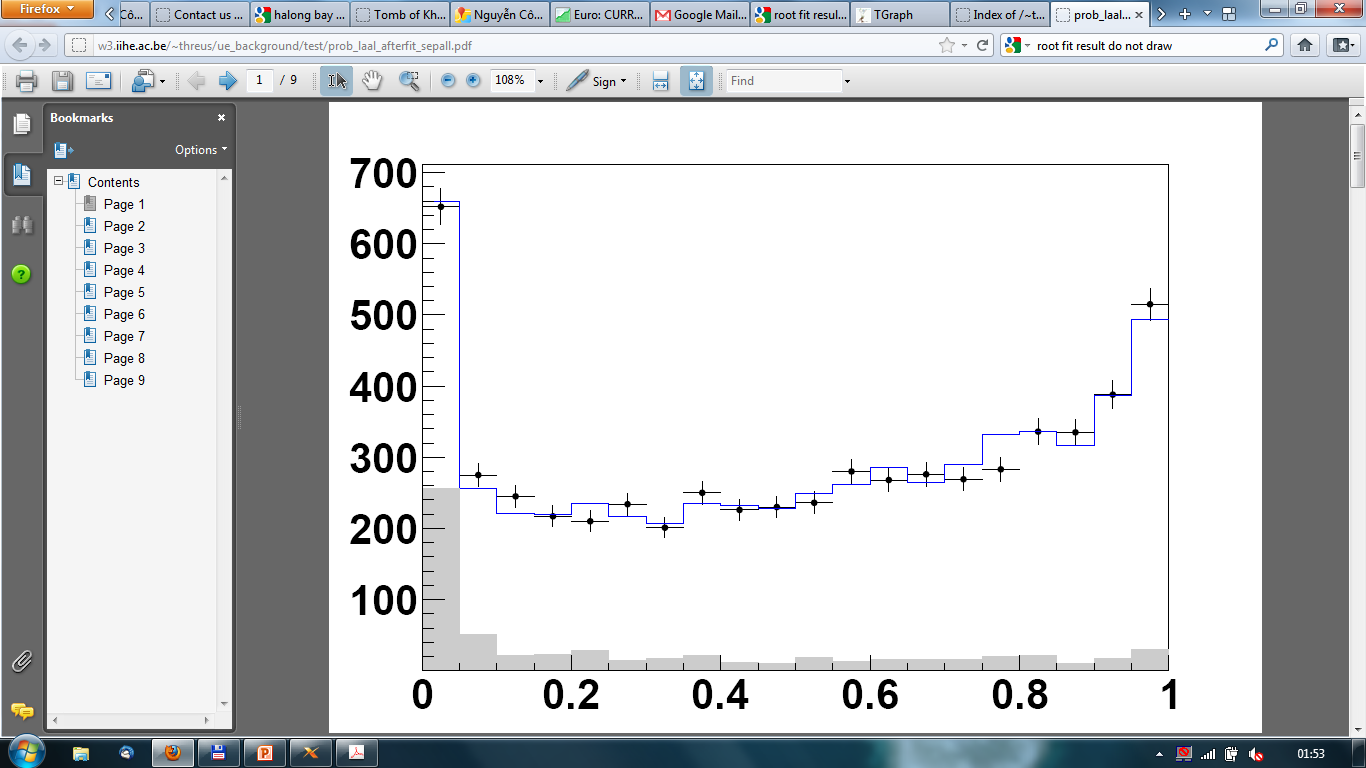 Firefox
Cô...
Contact us ...
halong bay ...
Tomb of Kh...
Nguyễn Cô...
Euro: CURR...
Google Mail...
root fit result...
TGraph
Index of /~t...
prob_laal...
w3.iihe.ac.be/~threus/ue_background/test/prob_laal_afterfit_sepall.pdf
root fit result do not draw
1 / 9
108%
Sign
Find
Bookmarks
Options
Contents
Page 1
Page 2
Page 3
Page 4
Page 5
Page 6
Page 7
Page 8
Page 9
700
600
500
400
300
200
100
0 0.2 0.4 0.6 0.8 1
01:53